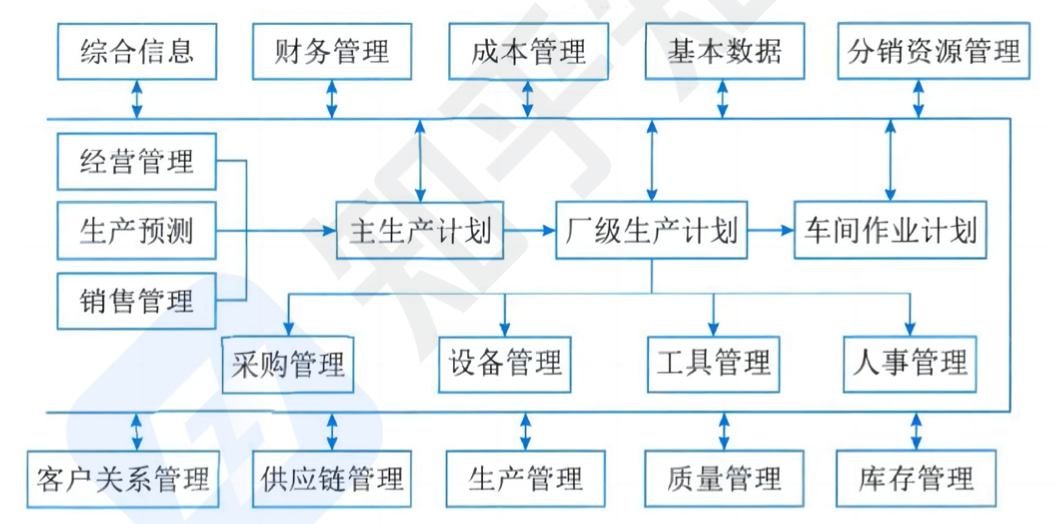 综合信息
财务管理
成本管理
基本数据
分销资源管理
经营管理
生产预测
销售管理
主生产计划
厂级生产计划
车间作业计划
采购管理
设备管理
工具管理
人事管理
客户关系管理
供应链管理
生产管理
质量管理
库存管理